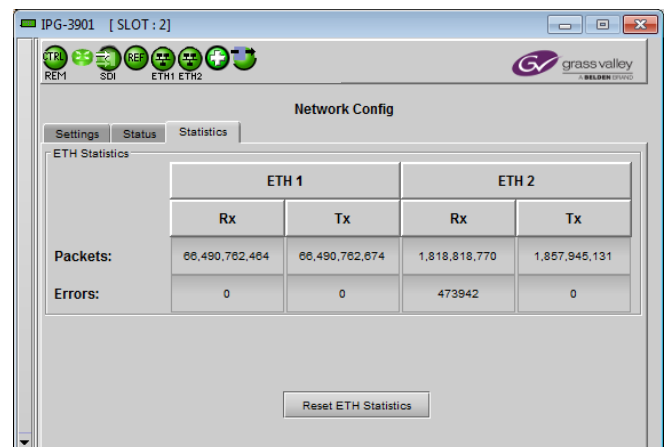 IPG-3901 [ SLOT : 2]
CTRL REF
REM SDI ETH1 ETH2
GV grass valley
A BELDEN BRAND
Network Config
Settings Status Statistics
ETH Statistics
ETH 1 ETH 2
Rx Tx Rx Tx
Packets: 66,490,762,464 66,490,762,674 1,818,818,770 1,857,945,131
Errors: 0 0 473942 0
Reset ETH Statistics